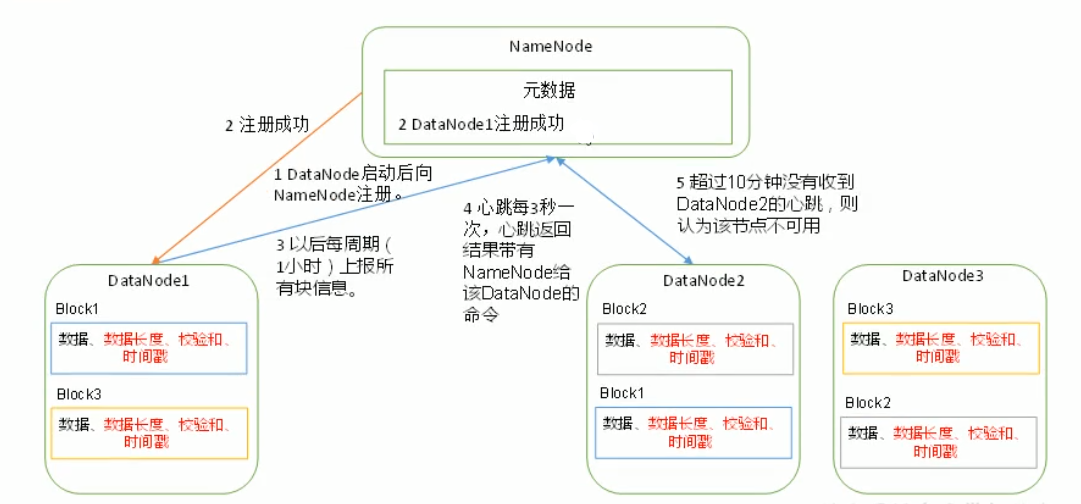 NameNode
元数据
2 DataNode1注册成功
2 注册成功
1 DataNode启动后向
NameNode注册。
3 以后每周期（
1小时）上报所
有块信息。
4 心跳每3秒一
次，心跳返回
结果带有
NameNode给
该DataNode的
命令
5 超过10分钟没有收到
DataNode2的心跳，则
认为该节点不可用
DataNode1
Block1
数据、数据长度、校验和、
时间戳
Block3
数据、数据长度、校验和、
时间戳
DataNode2
Block2
数据、数据长度、校验和、
时间戳
Block1
数据、数据长度、校验和、
时间戳
DataNode3
Block3
数据、数据长度、校验和、
时间戳
Block2
数据、数据长度、校验和、
时间戳